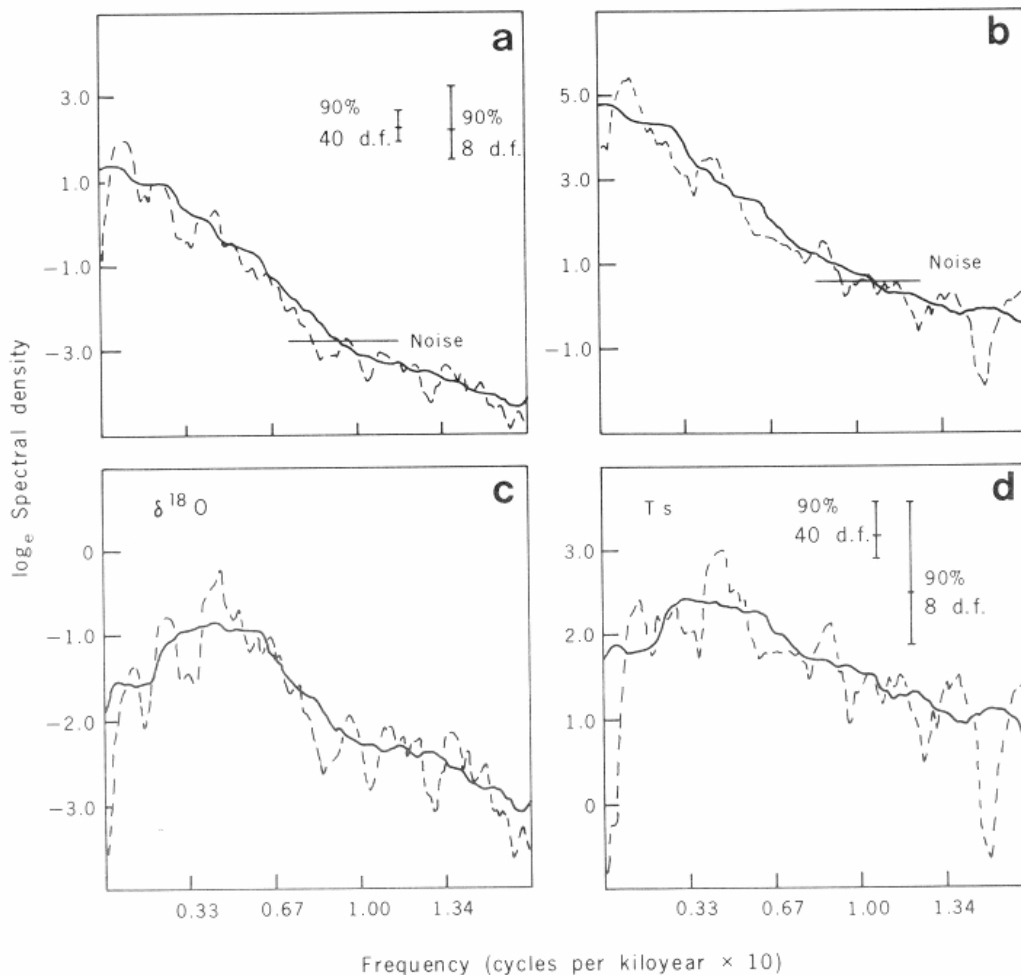 a
3.0
1.0
−1.0
−3.0
90%
40 d.f.
90%
8 d.f.
Noise
b
5.0
3.0
1.0
−1.0
Noise
logₑ Spectral density
c
δ¹⁸O
0
−1.0
−2.0
−3.0
0.33 0.67 1.00 1.34
d
Ts
3.0
2.0
1.0
0
90%
40 d.f.
90%
8 d.f.
0.33 0.67 1.00 1.34
Frequency (cycles per kiloyear × 10)